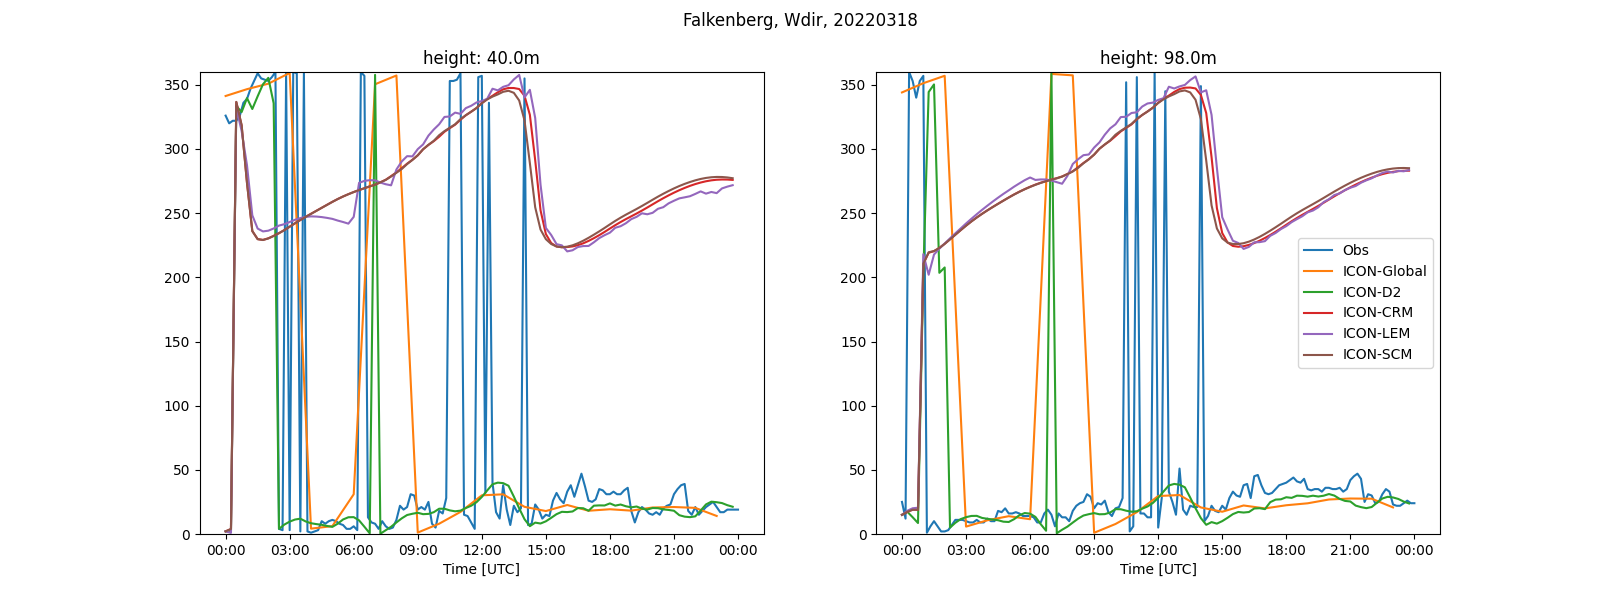 Falkenberg, Wdir, 20220318
height: 40.0m
350
300
250
200
150
100
50
0
00:00 03:00 06:00 09:00 12:00 15:00 18:00 21:00 00:00
Time [UTC]
height: 98.0m
350
300
250
200
150
100
50
0
00:00 03:00 06:00 09:00 12:00 15:00 18:00 21:00 00:00
Time [UTC]
Obs
ICON-Global
ICON-D2
ICON-CRM
ICON-LEM
ICON-SCM